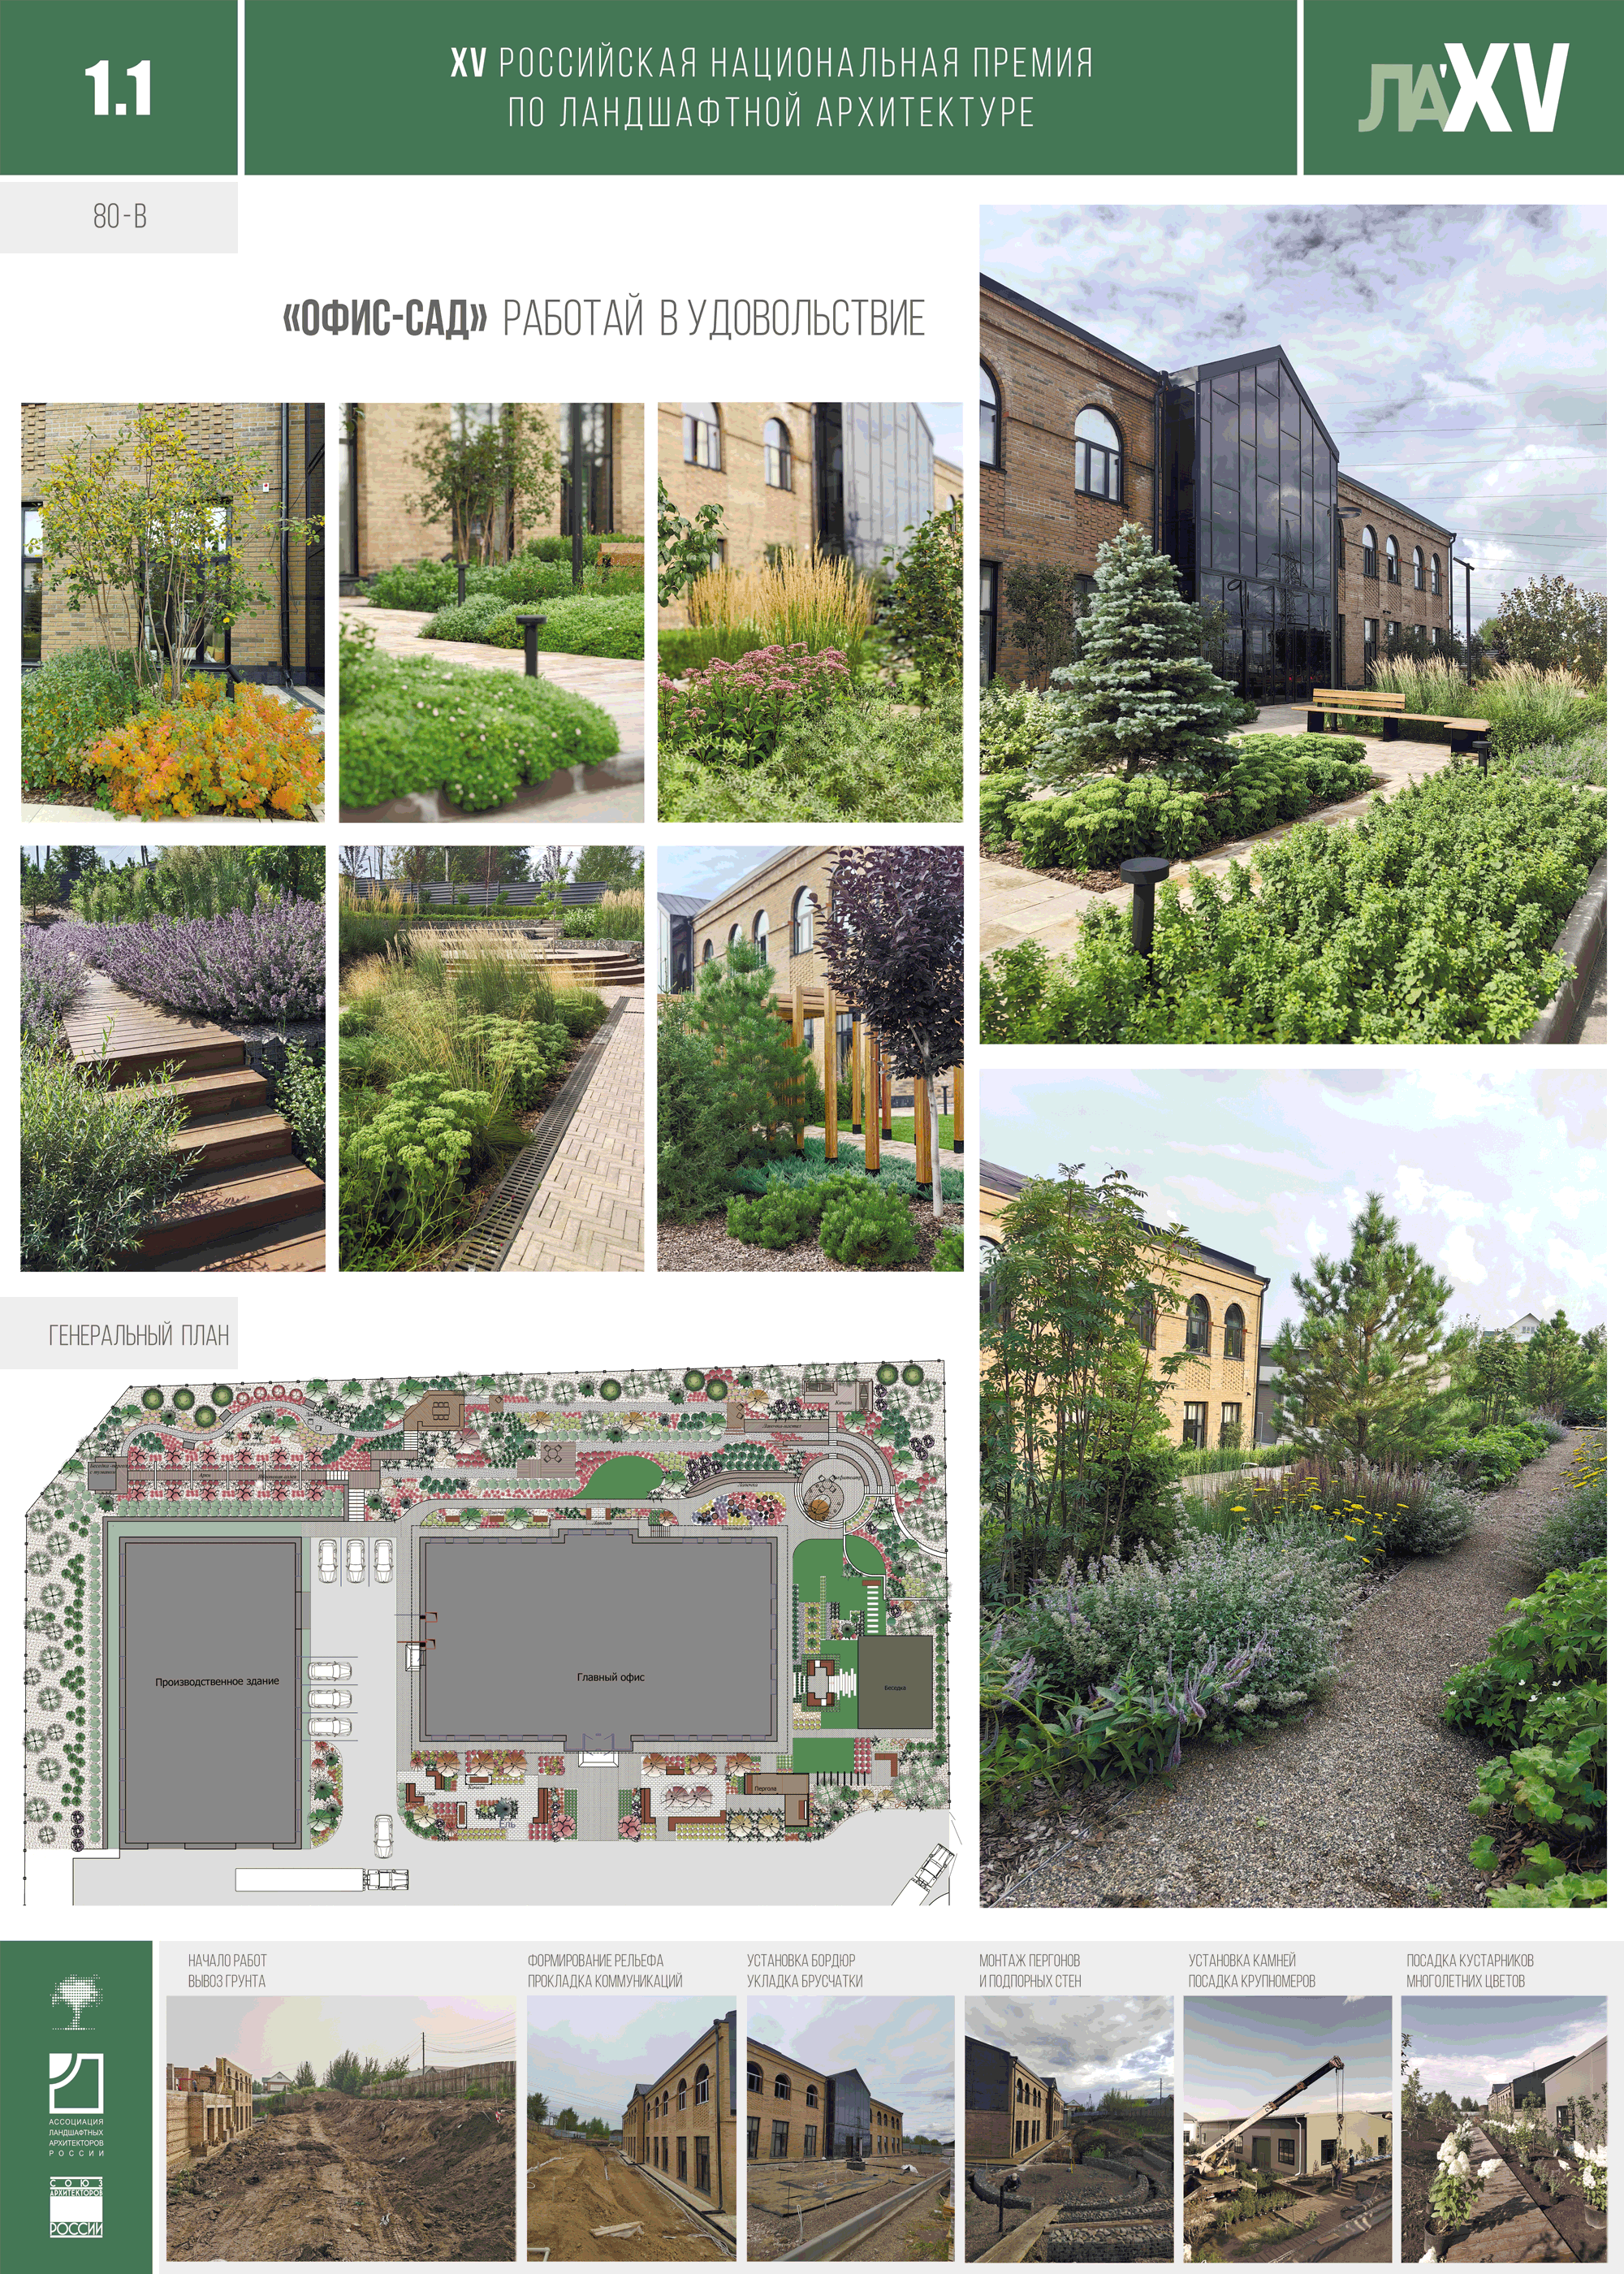 1.1
XV РОССИЙСКАЯ НАЦИОНАЛЬНАЯ ПРЕМИЯ
ПО ЛАНДШАФТНОЙ АРХИТЕКТУРЕ
ЛА'XV
80-В
«ОФИС-САД» РАБОТАЙ В УДОВОЛЬСТВИЕ
ГЕНЕРАЛЬНЫЙ ПЛАН
Производственное здание
Главный офис
Беседка
Пергола
НАЧАЛО РАБОТ
ВЫВОЗ ГРУНТА
ФОРМИРОВАНИЕ РЕЛЬЕФА
ПРОКЛАДКА КОММУНИКАЦИЙ
УСТАНОВКА БОРДЮР
УКЛАДКА БРУСЧАТКИ
МОНТАЖ ПЕРГОНОВ
И ПОДПОРНЫХ СТЕН
УСТАНОВКА КАМНЕЙ
ПОСАДКА КРУПНОМЕРОВ
ПОСАДКА КУСТАРНИКОВ
МНОГОЛЕТНИХ ЦВЕТОВ
АССОЦИАЦИЯ
ЛАНДШАФТНЫХ
АРХИТЕКТОРОВ
РОССИИ
СОЮЗ
АРХИТЕКТОРОВ
РОССИИ